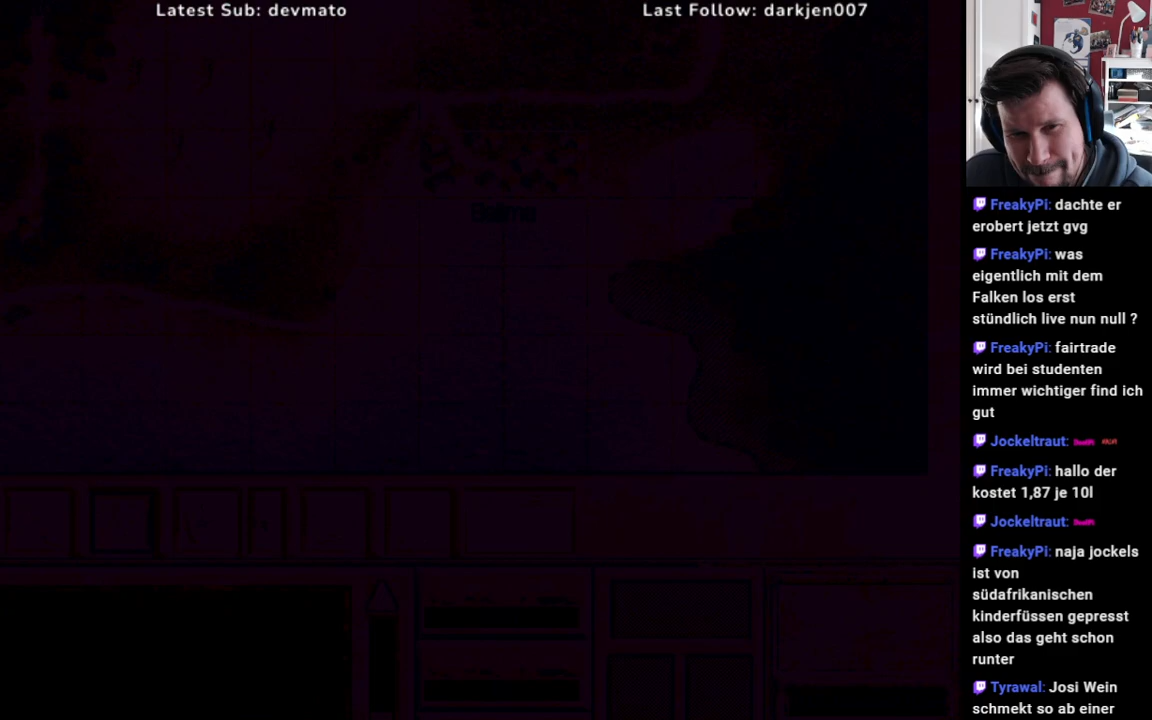 Latest Sub: devmato
Last Follow: darkjen007
FreakyPi: dachte er
erobert jetzt gvg
FreakyPi: was
eigentlich mit dem
Falken los erst
stündlich live nun null ?
FreakyPi: fairtrade
wird bei studenten
immer wichtiger find ich
gut
Jockeltraut:
FreakyPi: hallo der
kostet 1,87 je 10l
Jockeltraut:
FreakyPi: naja jockels
ist von
südafrikanischen
kinderfüssen gepresst
also das geht schon
runter
Tyrawal: Josi Wein
schmekt so ab einer